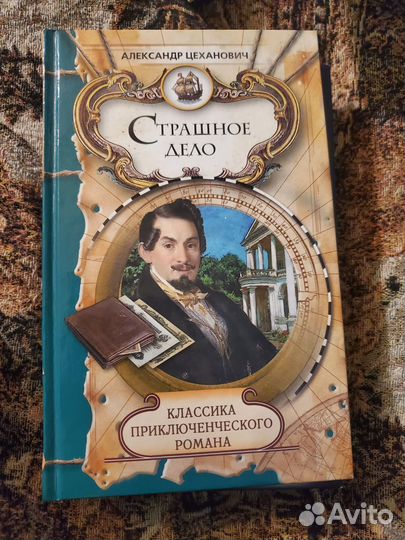 АЛЕКСАНДР ЦЕХАНОВИЧ
СТРАШНОЕ
ДЕЛО
КЛАССИКА
ПРИКЛЮЧЕНЧЕСКОГО
РОМАНА
Avito